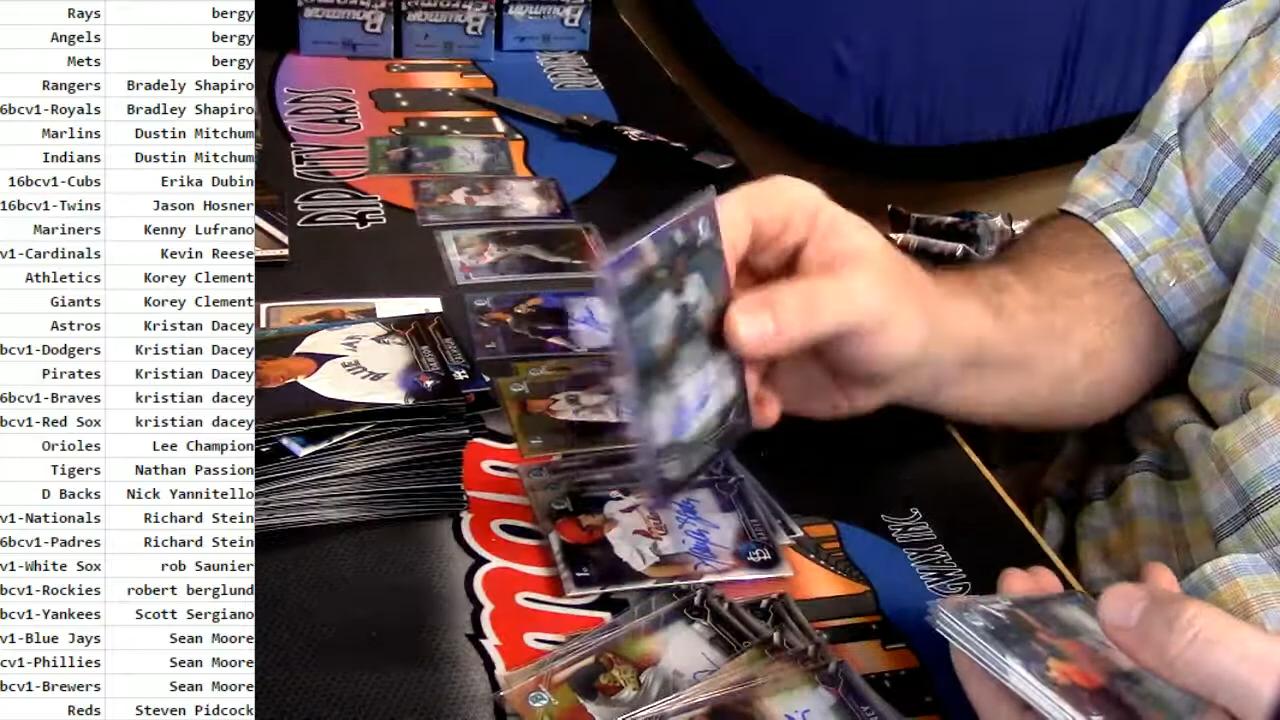 Rays bergy
Angels bergy
Mets bergy
Rangers Bradely Shapiro
6bcv1-Royals Bradley Shapiro
Marlins Dustin Mitchum
Indians Dustin Mitchum
16bcv1-Cubs Erika Dubin
16bcv1-Twins Jason Hosner
Mariners Kenny Lufrano
v1-Cardinals Kevin Reese
Athletics Korey Clement
Giants Korey Clement
Astros Kristan Dacey
bcv1-Dodgers Kristian Dacey
Pirates Kristian Dacey
6bcv1-Braves kristian dacey
bcv1-Red Sox kristian dacey
Orioles Lee Champion
Tigers Nathan Passion
D Backs Nick Yannitello
v1-Nationals Richard Stein
6bcv1-Padres Richard Stein
v1-White Sox rob Saunier
bcv1-Rockies robert berglund
bcv1-Yankees Scott Sergiano
v1-Blue Jays Sean Moore
cv1-Phillies Sean Moore
bcv1-Brewers Sean Moore
Reds Steven Pidcock
BOWMAN
BOWMAN
BOWMAN
RIP CITY CARDS
BLUE